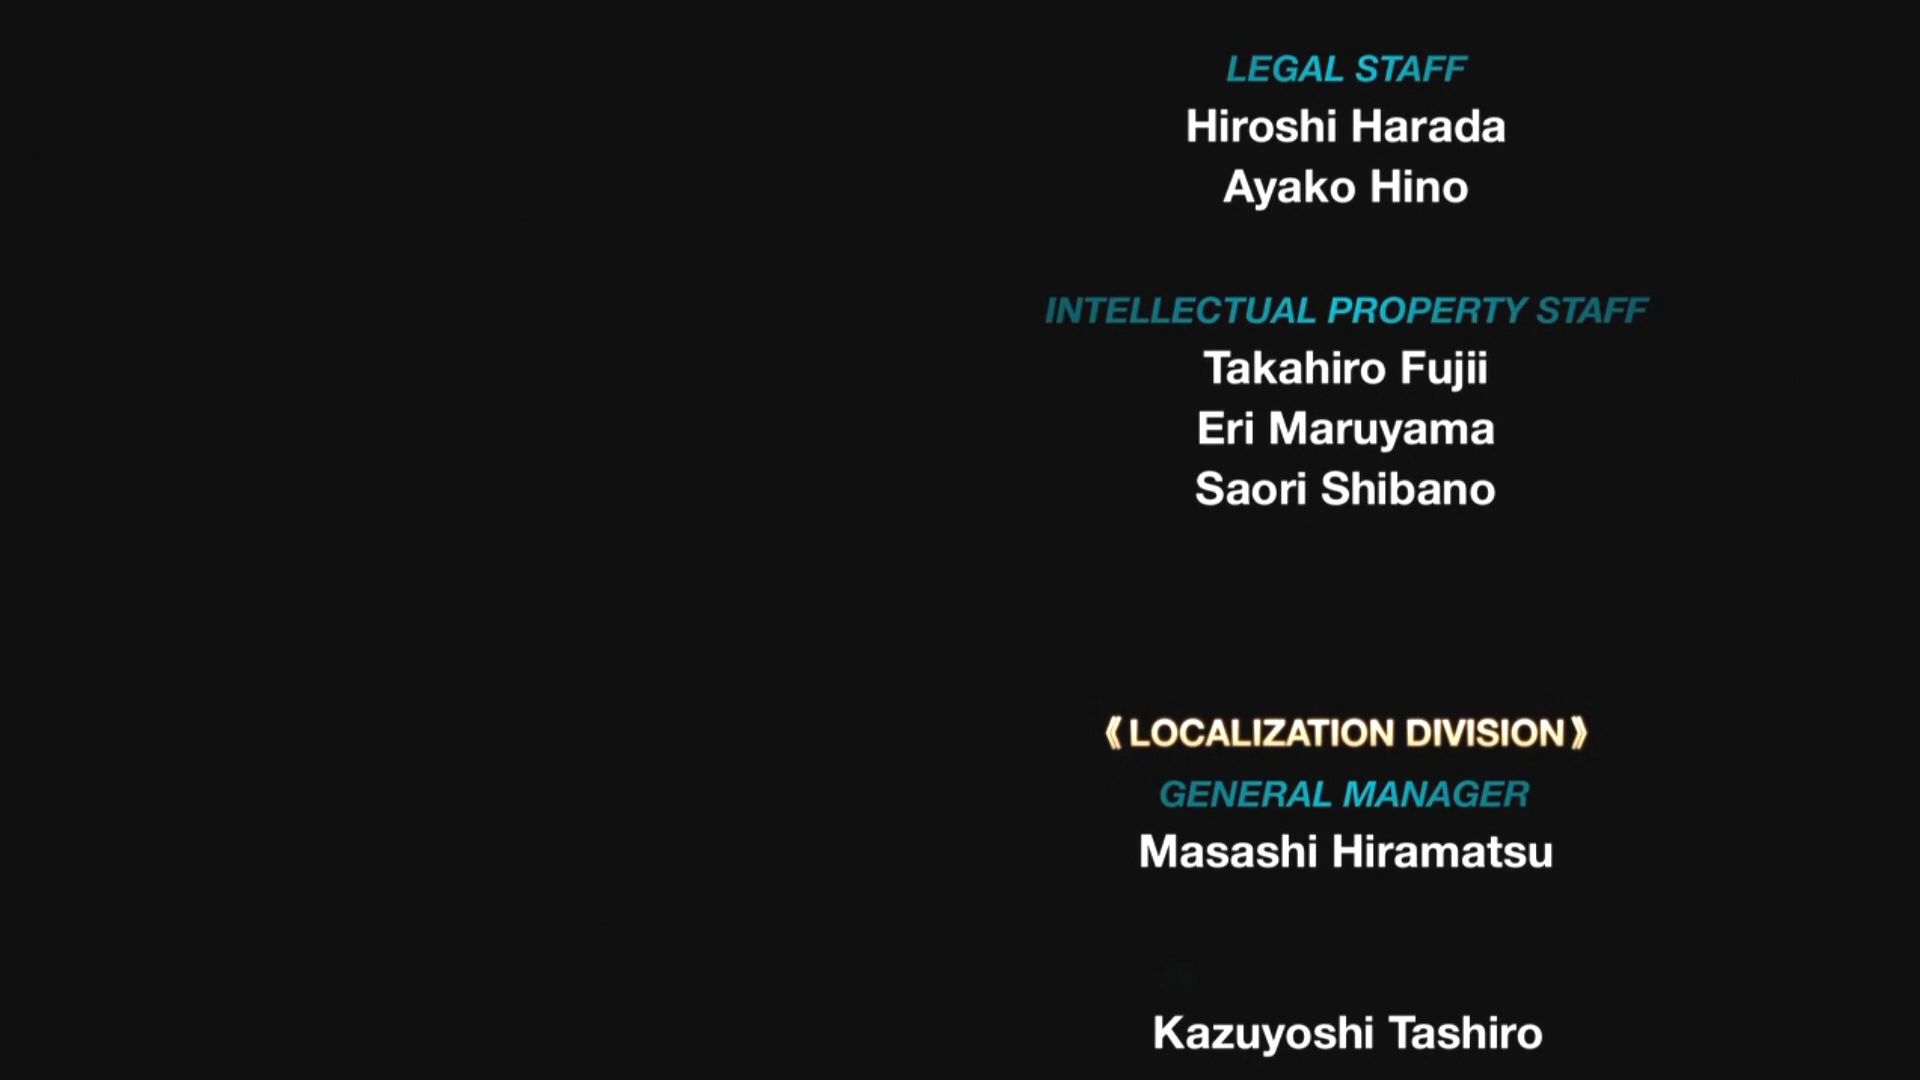 LEGAL STAFF
Hiroshi Harada
Ayako Hino
INTELLECTUAL PROPERTY STAFF
Takahiro Fujii
Eri Maruyama
Saori Shibano
《LOCALIZATION DIVISION》
GENERAL MANAGER
Masashi Hiramatsu
Kazuyoshi Tashiro